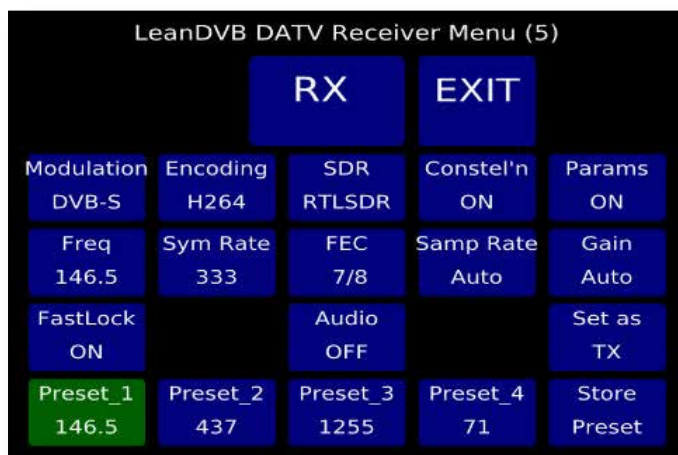 LeanDVB DATV Receiver Menu (5)
RX EXIT
Modulation Encoding SDR Constel'n Params
DVB-S H264 RTLSDR ON ON
Freq Sym Rate FEC Samp Rate Gain
146.5 333 7/8 Auto Auto
FastLock Audio Set as
ON OFF TX
Preset_1 Preset_2 Preset_3 Preset_4 Store
146.5 437 1255 71 Preset